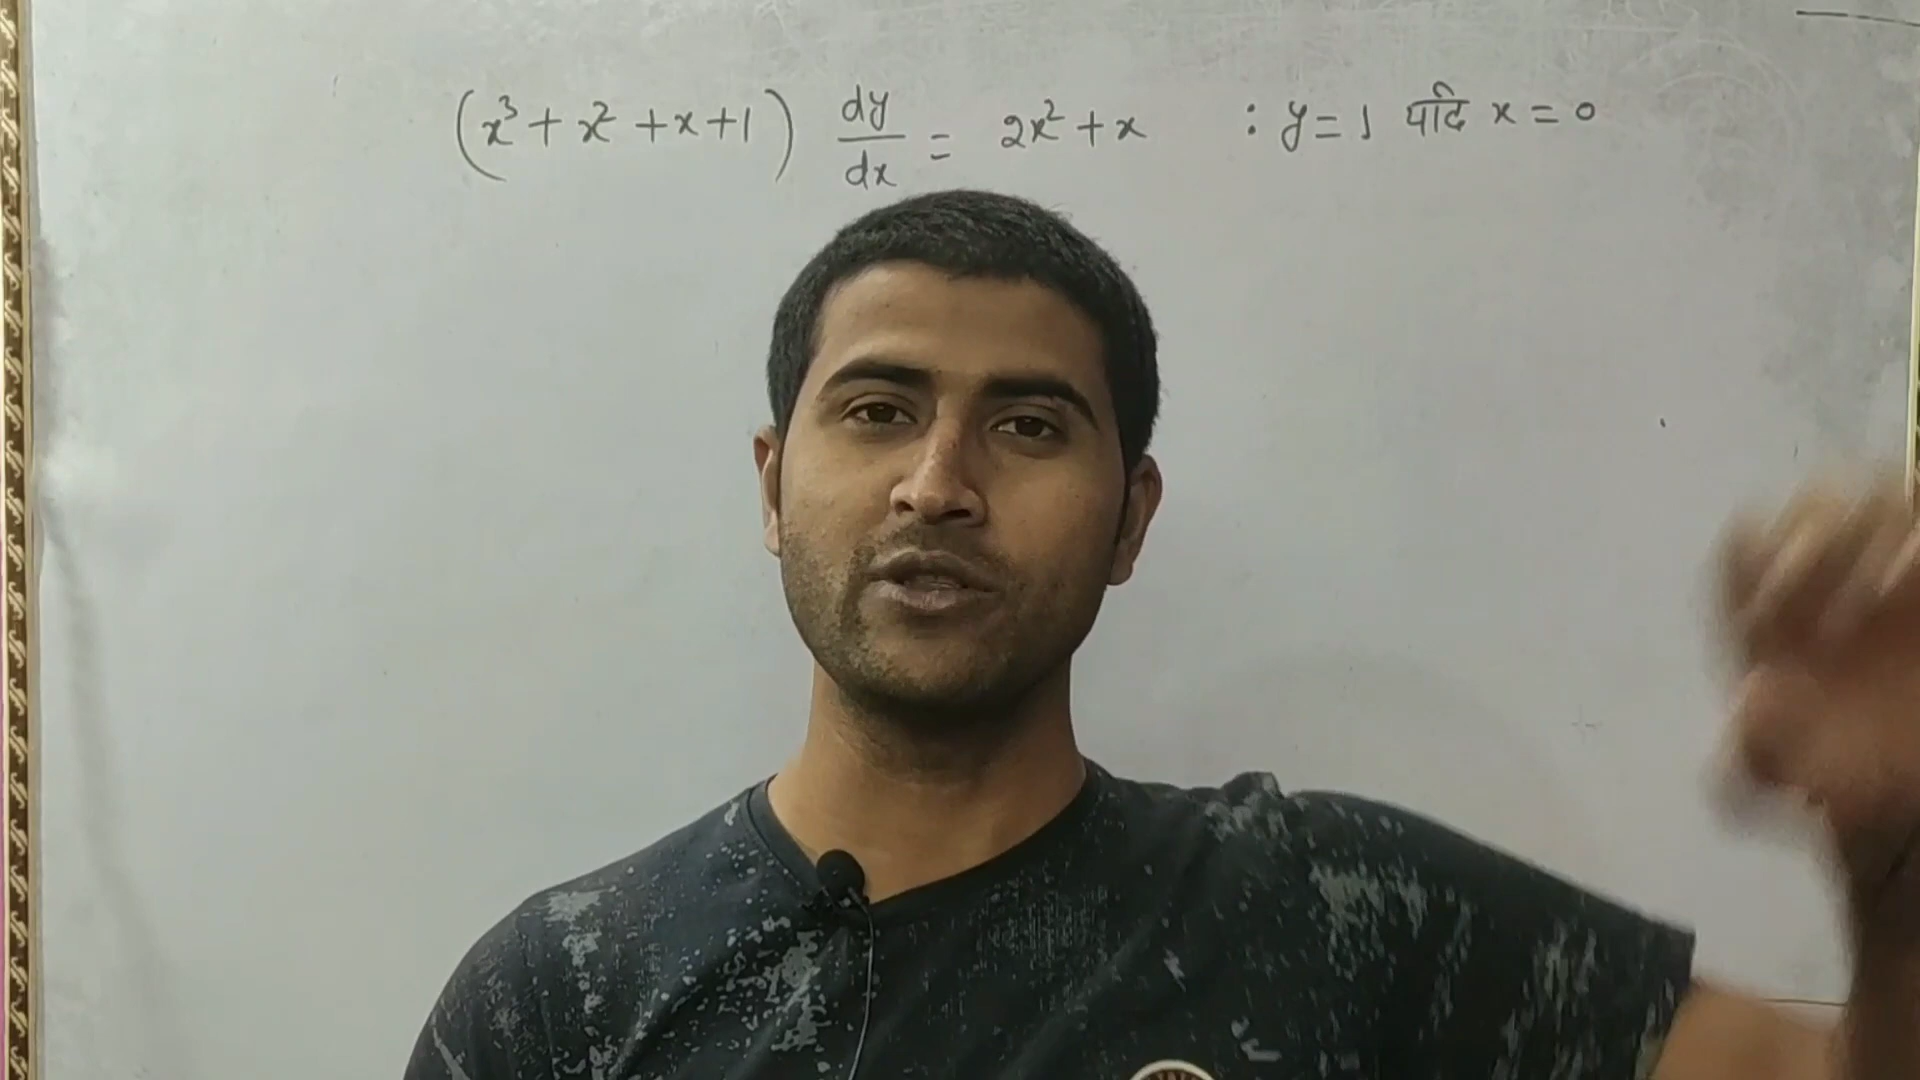 (x³ + x² + x + 1) dy/dx = 2x² + x : y = 1 यदि x = 0